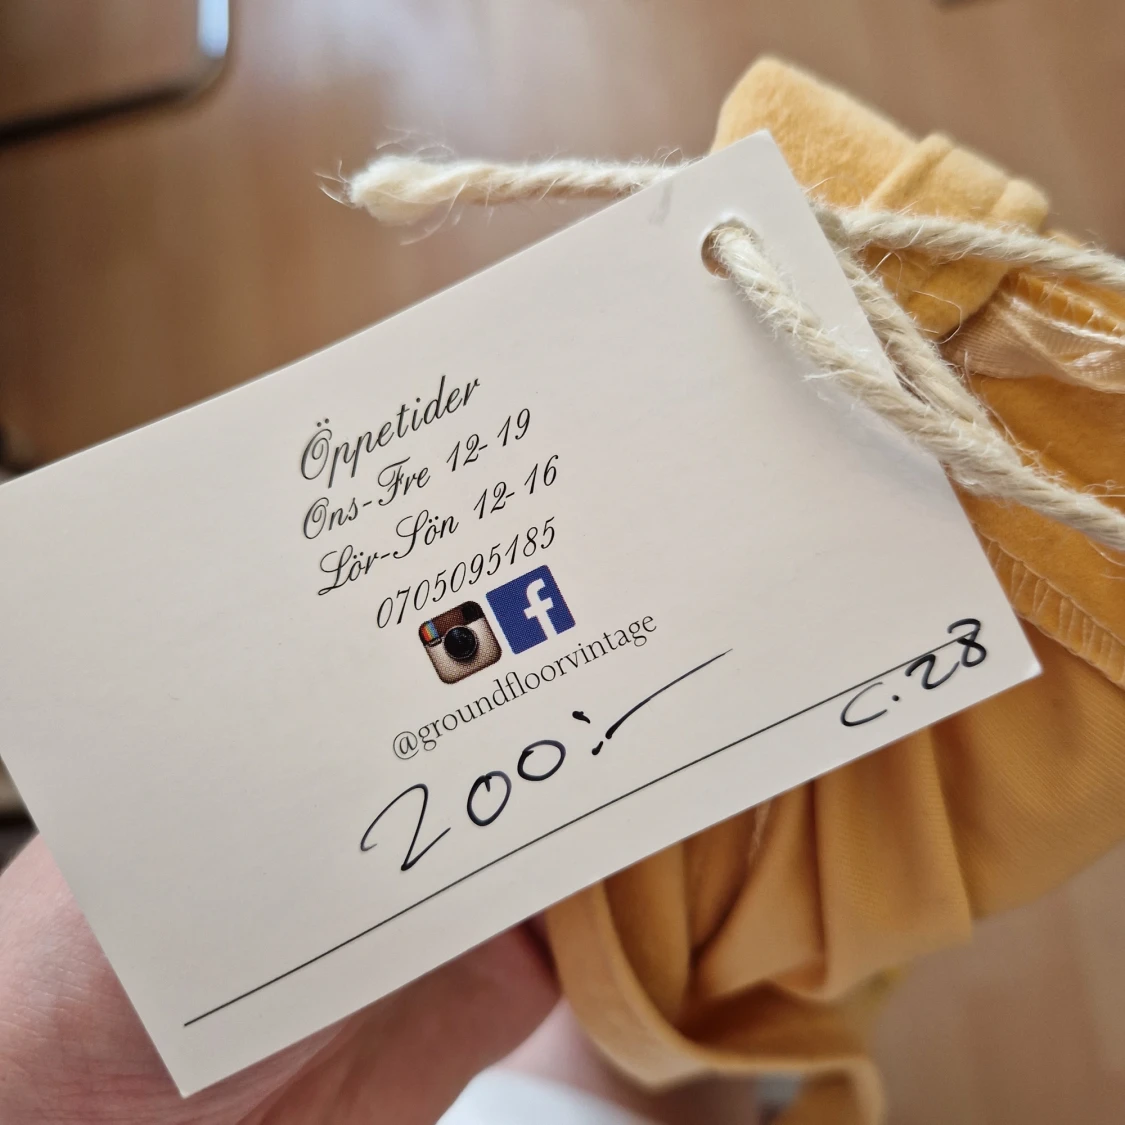 Öppetider
Ons-Fre 12-19
Lör-Sön 12-16
0705095185
@groundfloorvintage
200:-
C.28